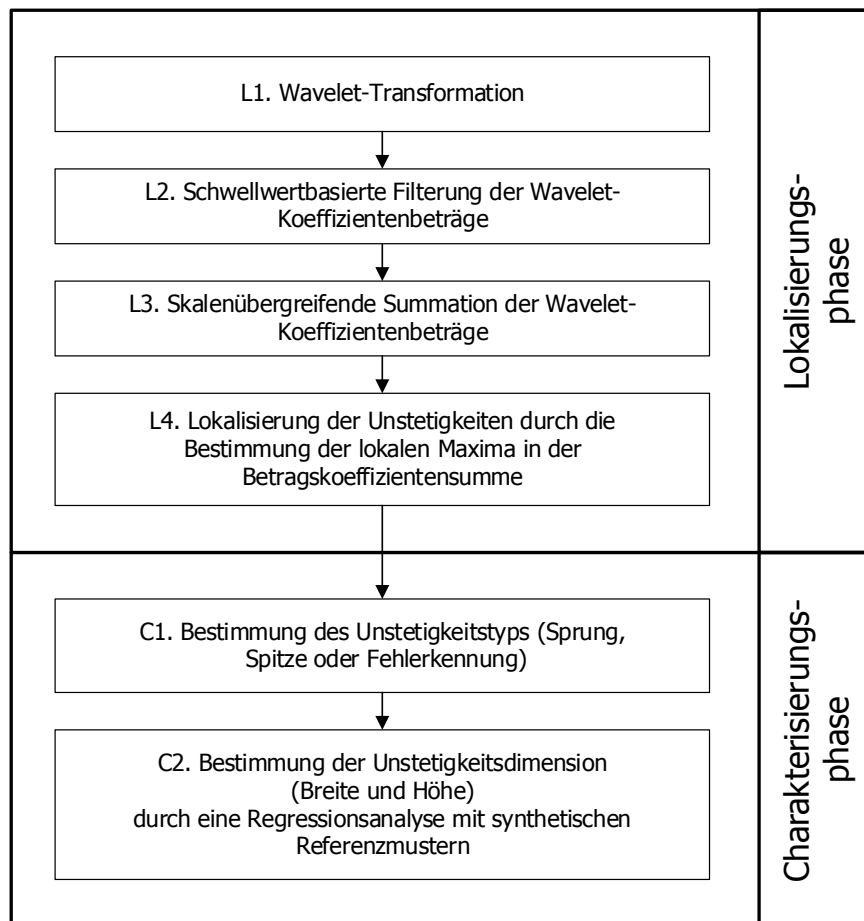 L1. Wavelet-Transformation
L2. Schwellwertbasierte Filterung der Wavelet-
Koeffizientenbeträge
L3. Skalenübergreifende Summation der Wavelet-
Koeffizientenbeträge
L4. Lokalisierung der Unstetigkeiten durch die
Bestimmung der lokalen Maxima in der
Betragskoeffizientensumme
Lokalisierungs-
phase
C1. Bestimmung des Unstetigkeitstyps (Sprung,
Spitze oder Fehlerkennung)
C2. Bestimmung der Unstetigkeitsdimension
(Breite und Höhe)
durch eine Regressionsanalyse mit synthetischen
Referenzmustern
Charakterisierungs-
phase